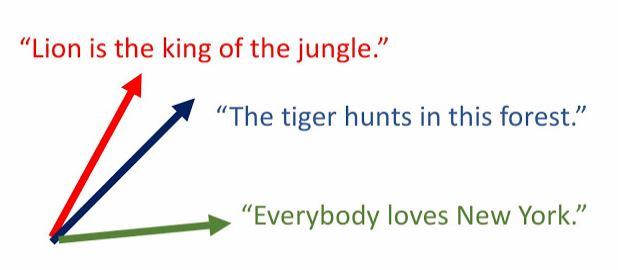 “Lion is the king of the jungle.”
“The tiger hunts in this forest.”
“Everybody loves New York.”